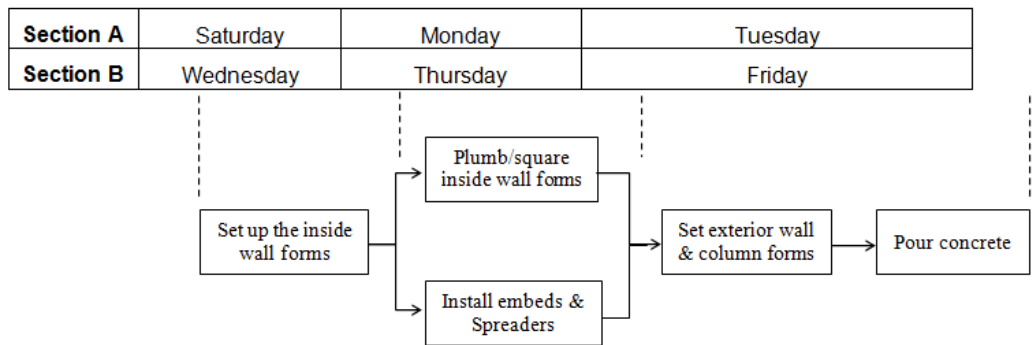 Section A Saturday Monday Tuesday
Section B Wednesday Thursday Friday
Plumb/square
inside wall forms
Set up the inside
wall forms
Set exterior wall
& column forms
Pour concrete
Install embeds &
Spreaders